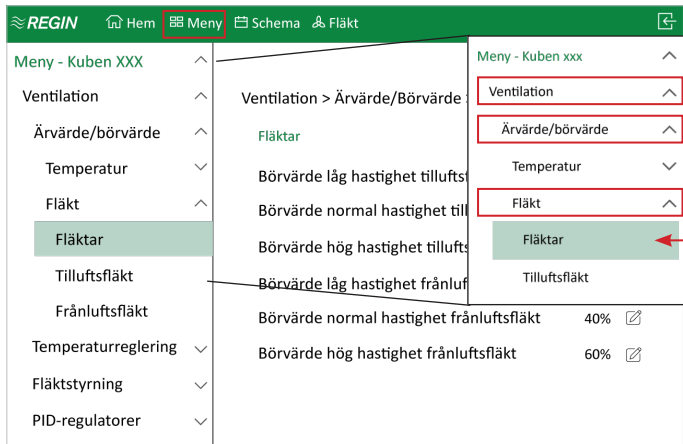 REGIN Hem Meny Schema Fläkt
Meny - Kuben XXX
Ventilation
Ärvärde/börvärde
Temperatur
Fläkt
Fläktar
Tilluftsfläkt
Frånluftsfläkt
Temperaturreglering
Fläktstyrning
PID-regulatorer
Ventilation > Ärvärde/Börvärde
Fläktar
Börvärde låg hastighet tillufts
Börvärde normal hastighet till
Börvärde hög hastighet tillufts
Börvärde låg hastighet frånluf
Börvärde normal hastighet frånluftsfläkt 40%
Börvärde hög hastighet frånluftsfläkt 60%
Meny - Kuben xxx
Ventilation
Ärvärde/börvärde
Temperatur
Fläkt
Fläktar
Tilluftsfläkt